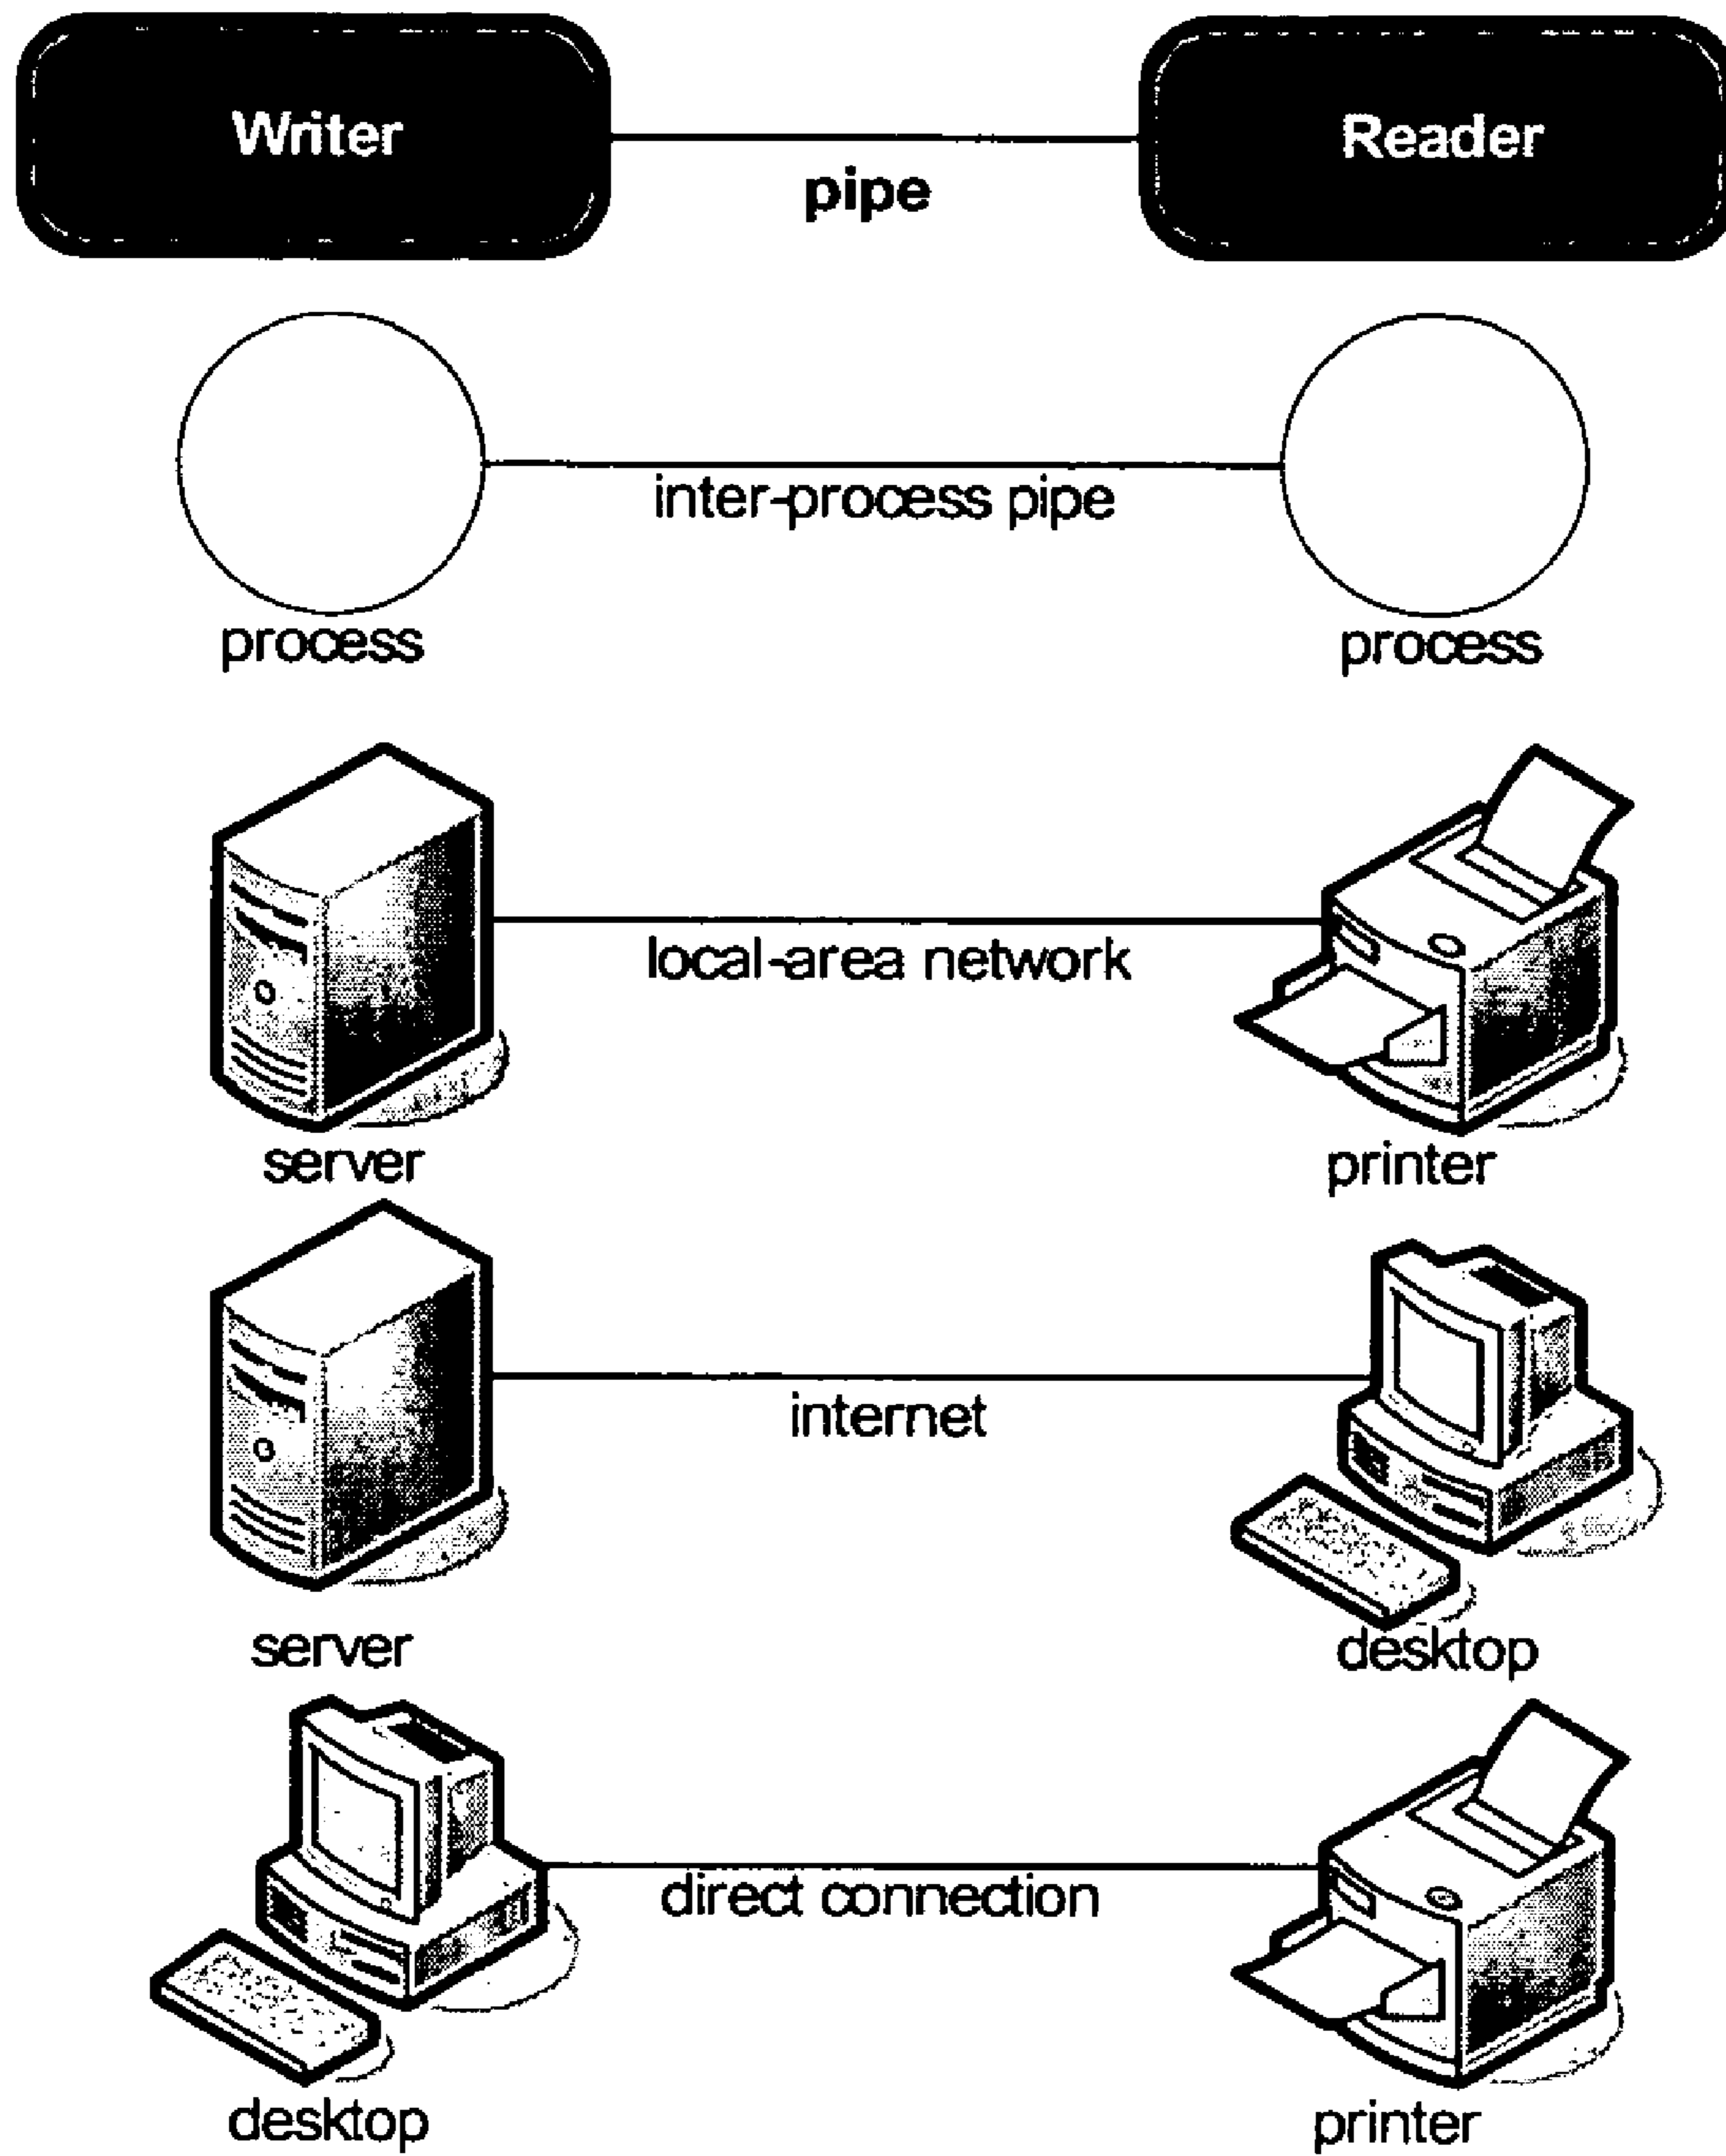 Writer
Reader
pipe
inter-process pipe
process
process
local-area network
server
printer
internet
server
desktop
direct connection
desktop
printer